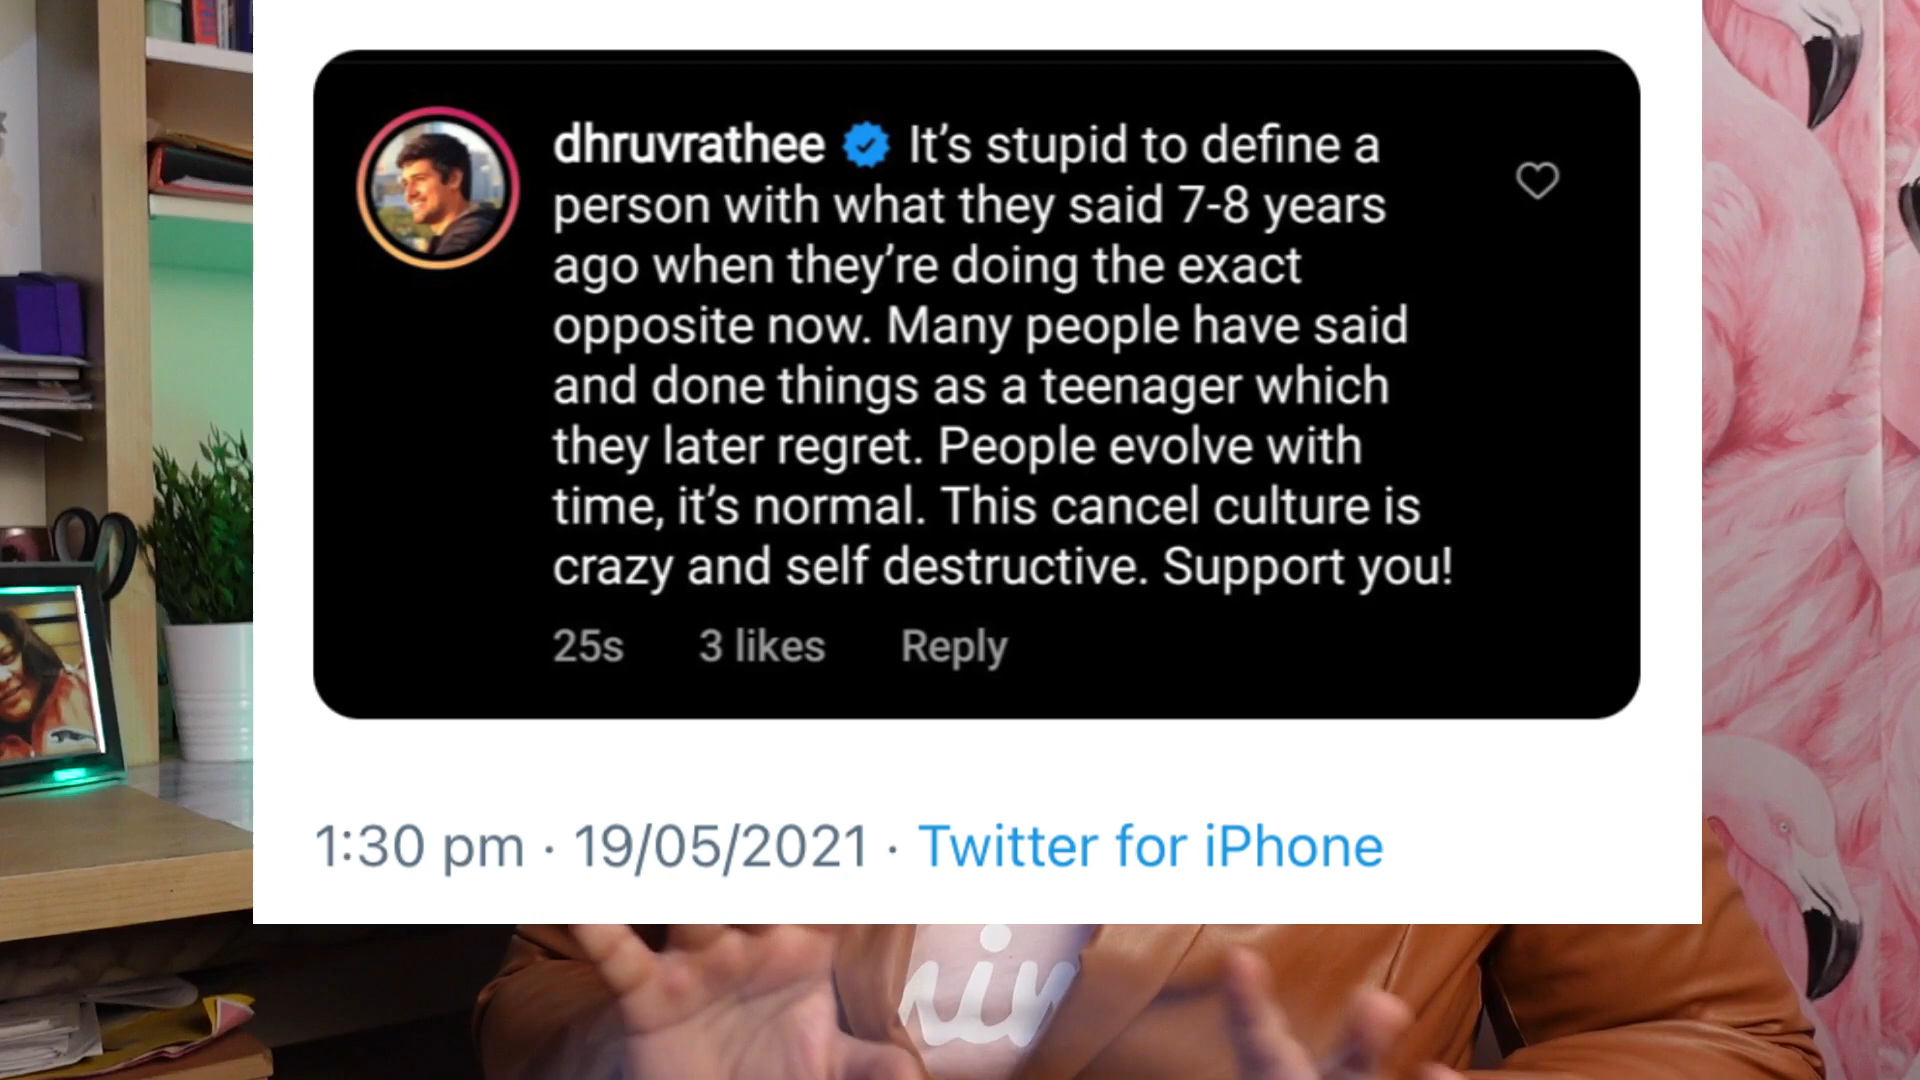 dhruvrathee It’s stupid to define a
person with what they said 7-8 years
ago when they’re doing the exact
opposite now. Many people have said
and done things as a teenager which
they later regret. People evolve with
time, it’s normal. This cancel culture is
crazy and self destructive. Support you!
25s 3 likes Reply
1:30 pm · 19/05/2021 · Twitter for iPhone